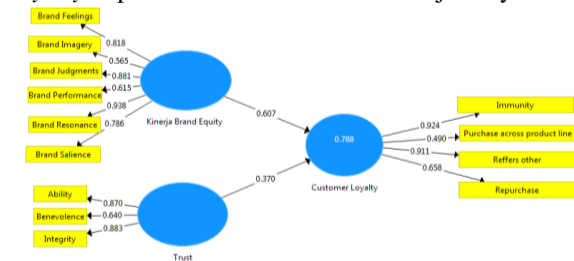 Brand Feelings
0.818
Brand Imagery
0.565
Brand Judgments
0.881
0.615
Brand Performance
0.938
Brand Resonance
0.786
Brand Salience
Kinerja Brand Equity
0.607
0.788
Customer Loyalty
0.370
Ability
0.870
Benevolence
0.640
0.883
Integrity
Trust
Immunity
0.924
0.490
Purchase across product line
0.911
Reffers other
0.658
Repurchase